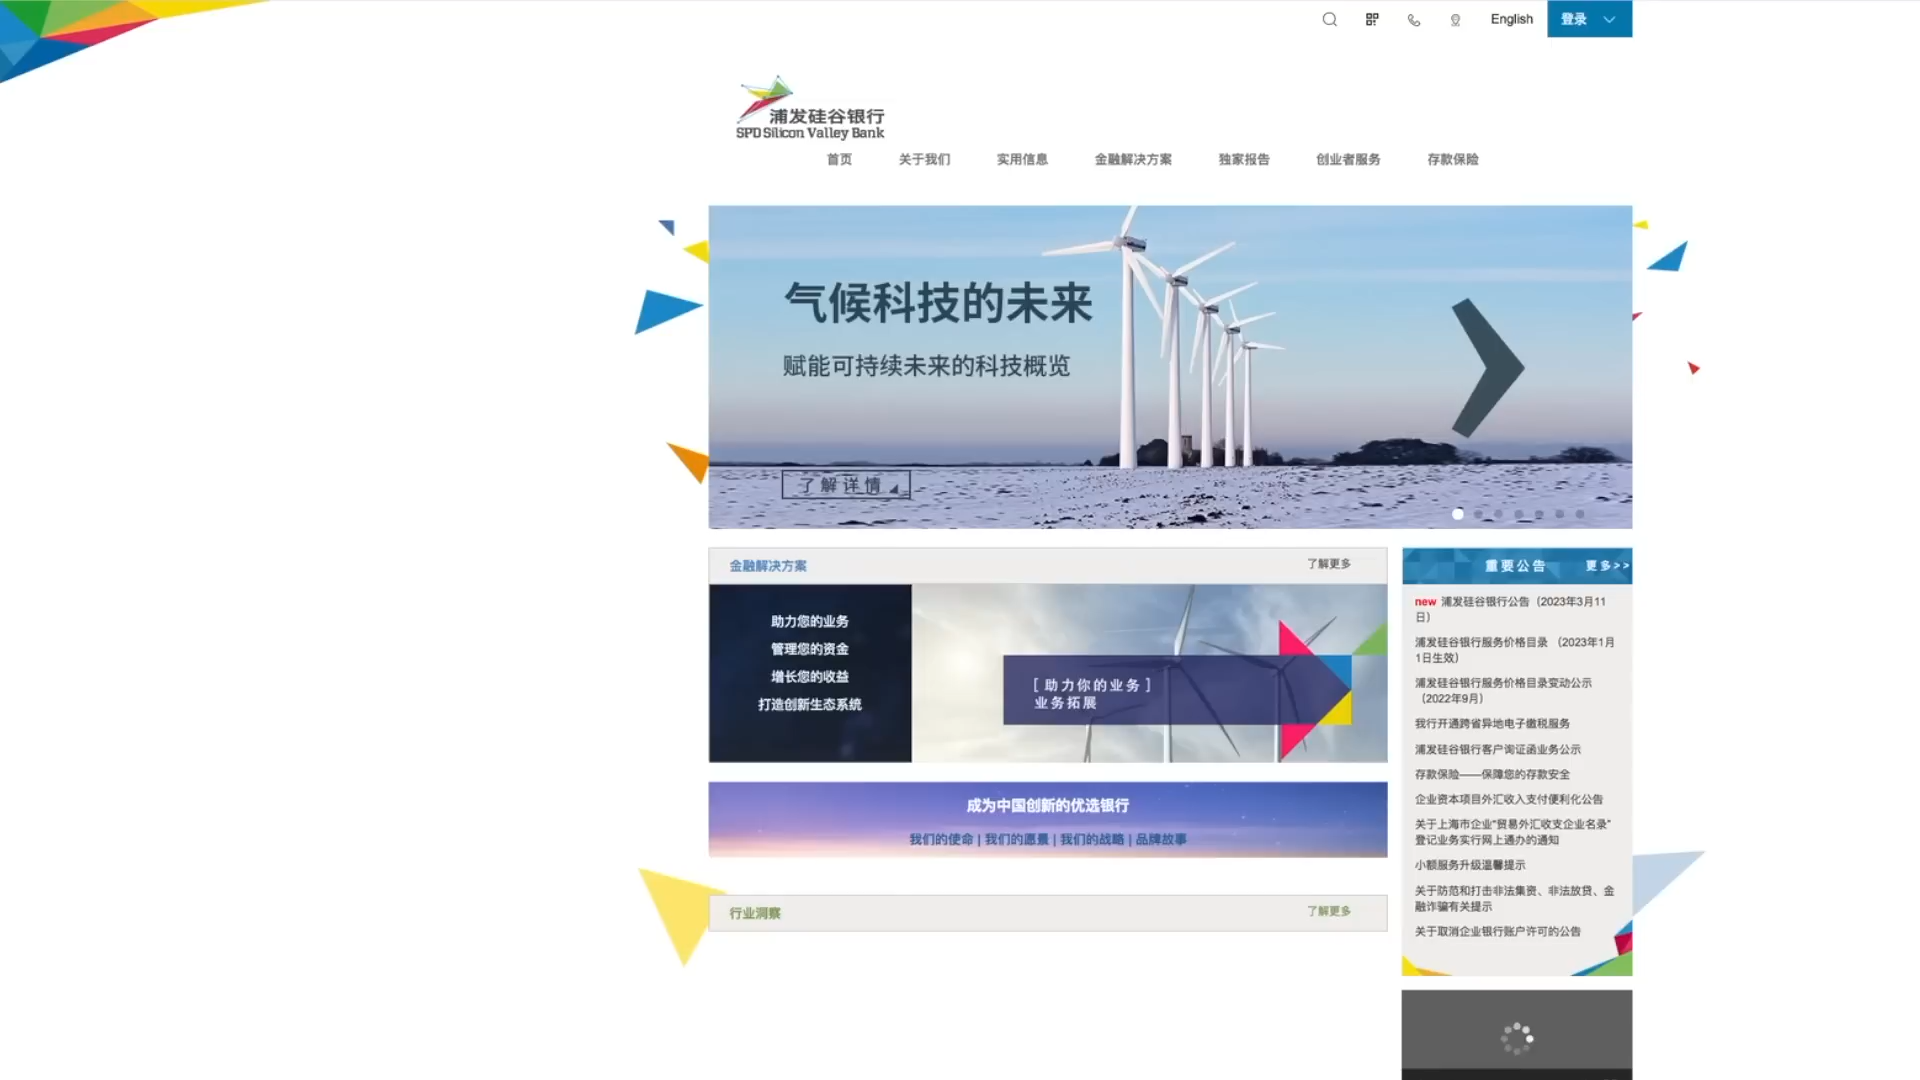 English
登录
浦发硅谷银行
SPD Silicon Valley Bank
首页 关于我们 实用信息 金融解决方案 独家报告 创业者服务 存款保险
气候科技的未来
赋能可持续未来的科技概览
了解详情
金融解决方案 了解更多
助力您的业务
管理您的资金
增长您的收益
打造创新生态系统
[ 助力你的业务 ]
业务拓展
成为中国创新的优选银行
我们的使命 | 我们的愿景 | 我们的战略 | 品牌故事
行业洞察 了解更多
重要公告 更多>>
new 浦发硅谷银行公告（2023年3月11
日）
浦发硅谷银行服务价格目录 （2023年1月
1日生效）
浦发硅谷银行服务价格目录变动公示
（2022年9月）
我行开通跨省异地电子缴税服务
浦发硅谷银行客户询证函业务公示
存款保险——保障您的存款安全
企业资本项目外汇收入支付便利化公告
关于上海市企业“贸易外汇收支企业名录”
登记业务实行网上通办的通知
小额服务升级温馨提示
关于防范和打击非法集资、非法放贷、金
融诈骗有关提示
关于取消企业银行账户许可的公告